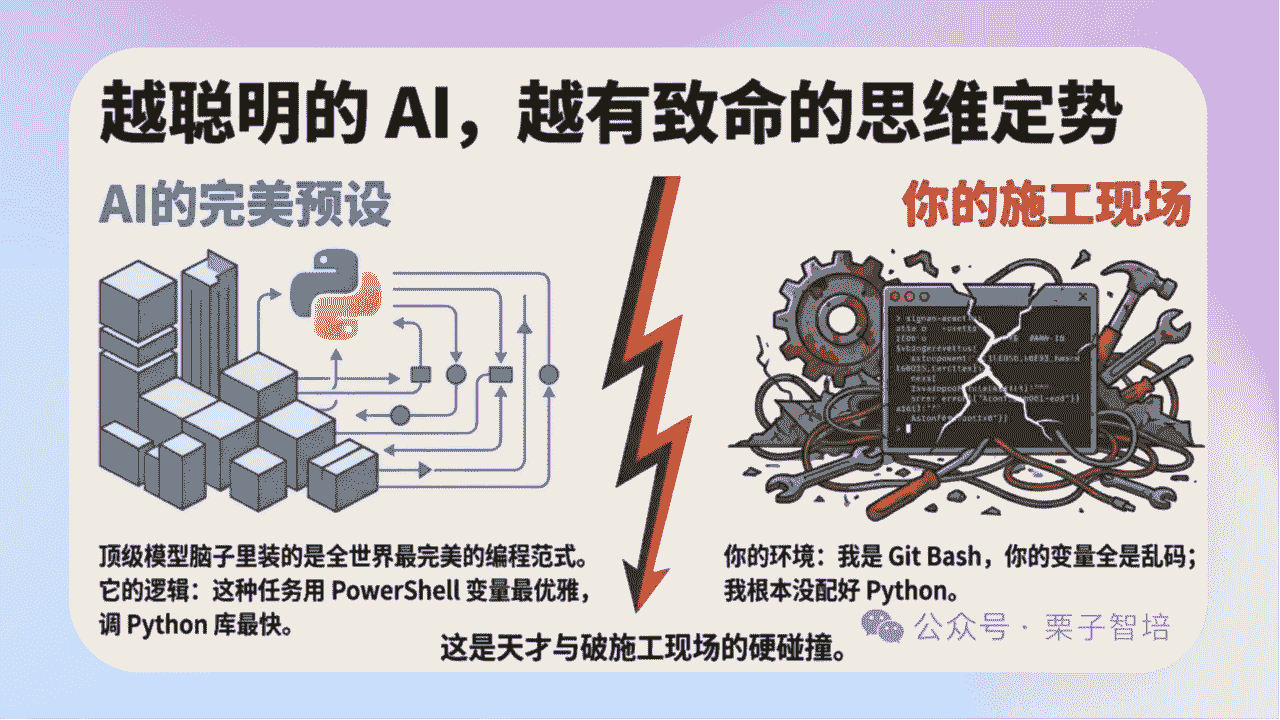 越聪明的 AI，越有致命的思维定势
AI的完美预设
你的施工现场
顶级模型脑子里装的是全世界最完美的编程范式。
它的逻辑：这种任务用 PowerShell 变量最优雅，
调 Python 库最快。
你的环境：我是 Git Bash，你的变量全是乱码；
我根本没配好 Python。
这是天才与破施工现场的硬碰撞。
公众号 · 栗子智培